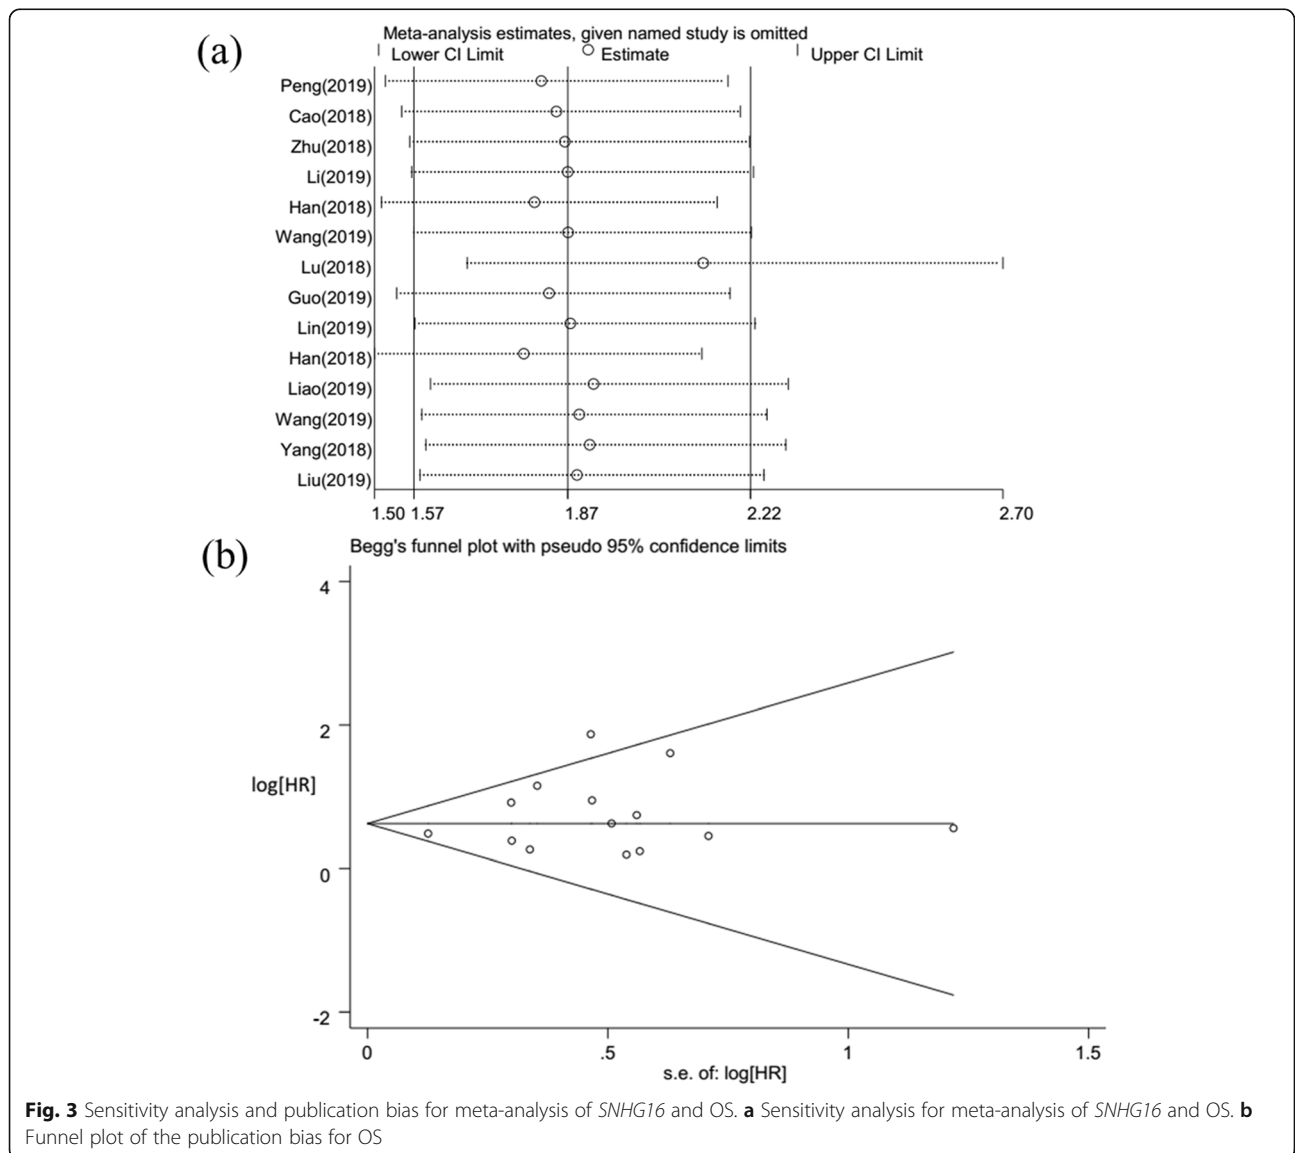 (a)
Meta-analysis estimates, given named study is omitted
Lower CI Limit Estimate Upper CI Limit
Peng(2019)
Cao(2018)
Zhu(2018)
Li(2019)
Han(2018)
Wang(2019)
Lu(2018)
Guo(2019)
Lin(2019)
Han(2018)
Liao(2019)
Wang(2019)
Yang(2018)
Liu(2019)
1.50 1.57 1.87 2.22 2.70
(b)
Begg's funnel plot with pseudo 95% confidence limits
4
2
log[HR]
0
-2
0 .5 1 1.5
s.e. of: log[HR]
Fig. 3 Sensitivity analysis and publication bias for meta-analysis of SNHG16 and OS. a Sensitivity analysis for meta-analysis of SNHG16 and OS. b
Funnel plot of the publication bias for OS